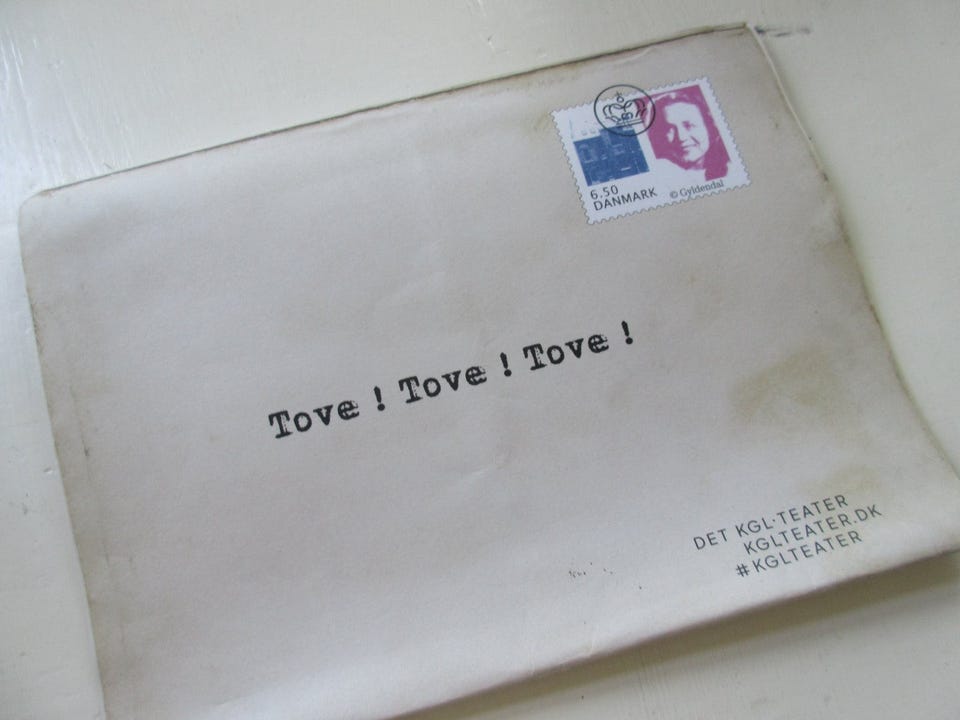 6.50
DANMARK © Gyldendal
Tove ! Tove ! Tove !
DET KGL·TEATER
KGLTEATER.DK
#KGLTEATER